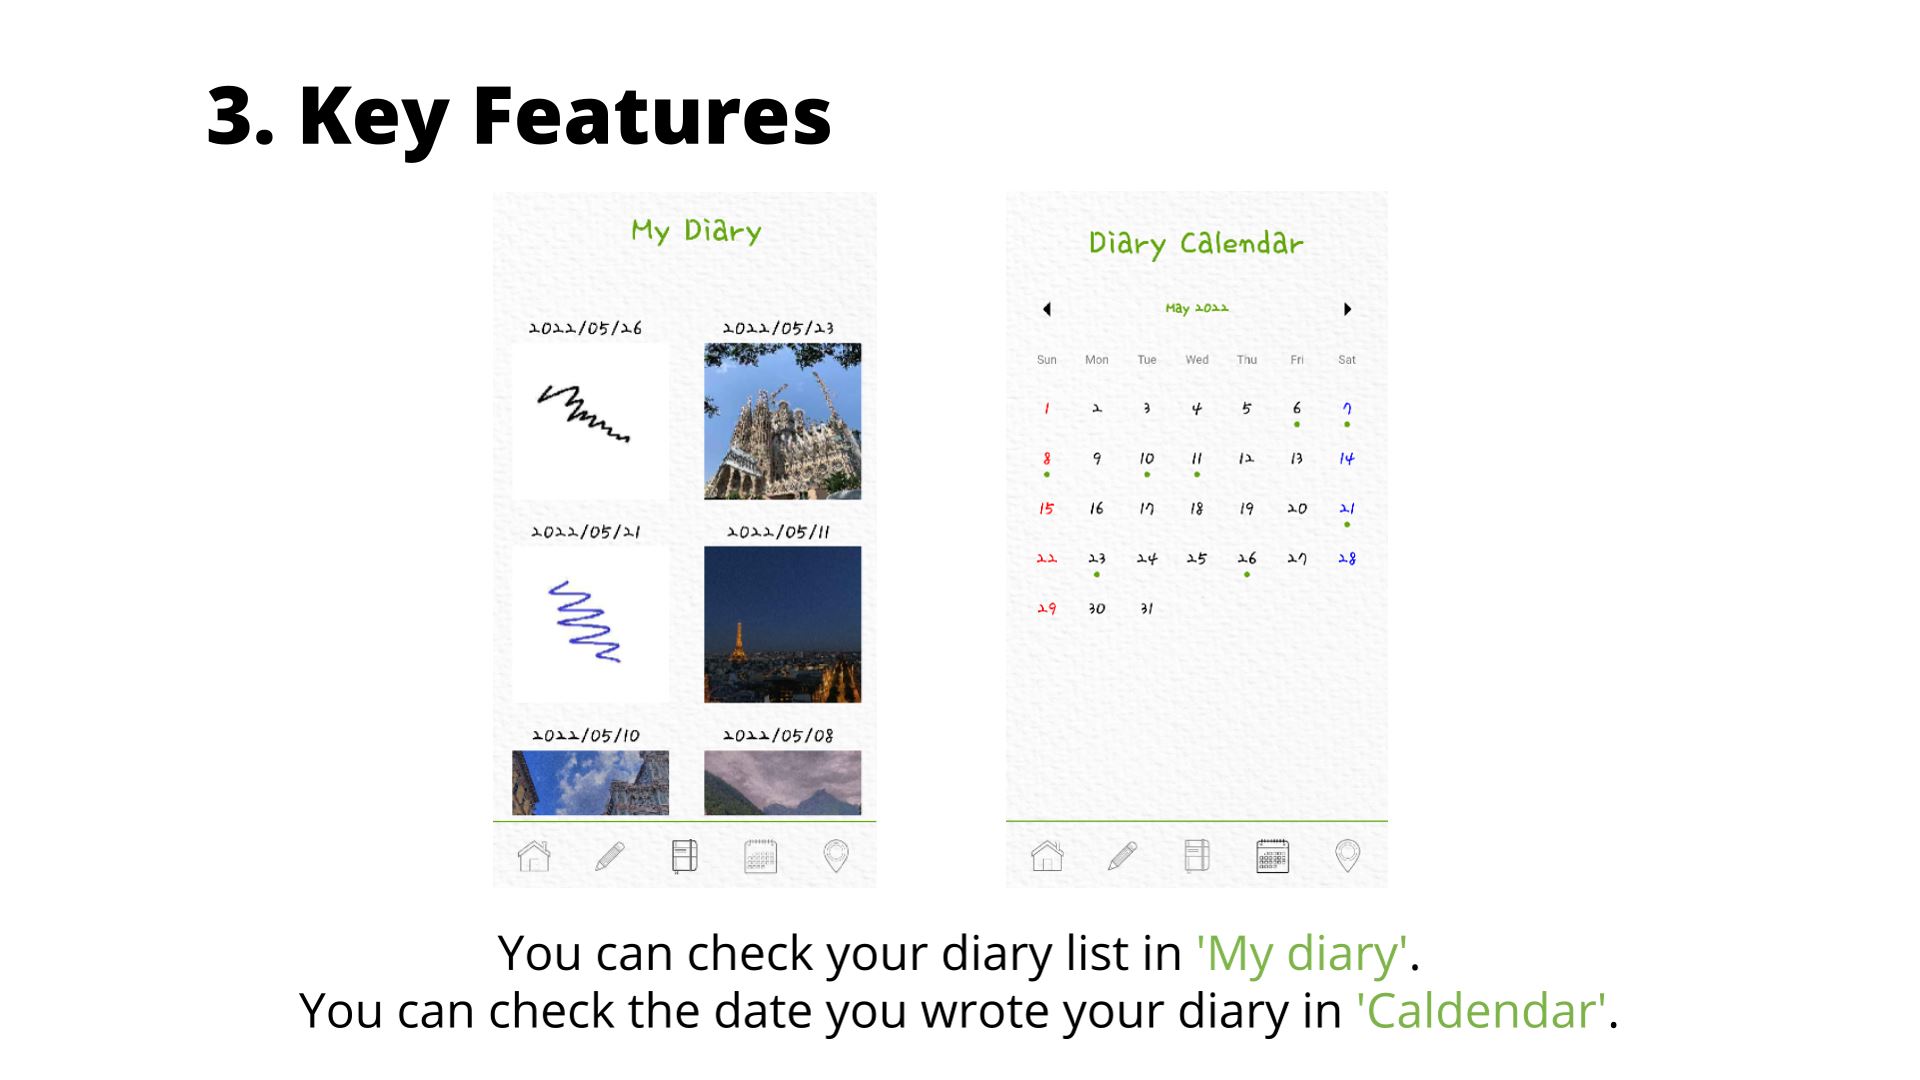 3. Key Features
My Diary
2022/05/26 2022/05/23
2022/05/21 2022/05/11
2022/05/10 2022/05/08
Diary Calendar
May 2022
Sun Mon Tue Wed Thu Fri Sat
1 2 3 4 5 6 7
8 9 10 11 12 13 14
15 16 17 18 19 20 21
22 23 24 25 26 27 28
29 30 31
You can check your diary list in 'My diary'.
You can check the date you wrote your diary in 'Caldendar'.